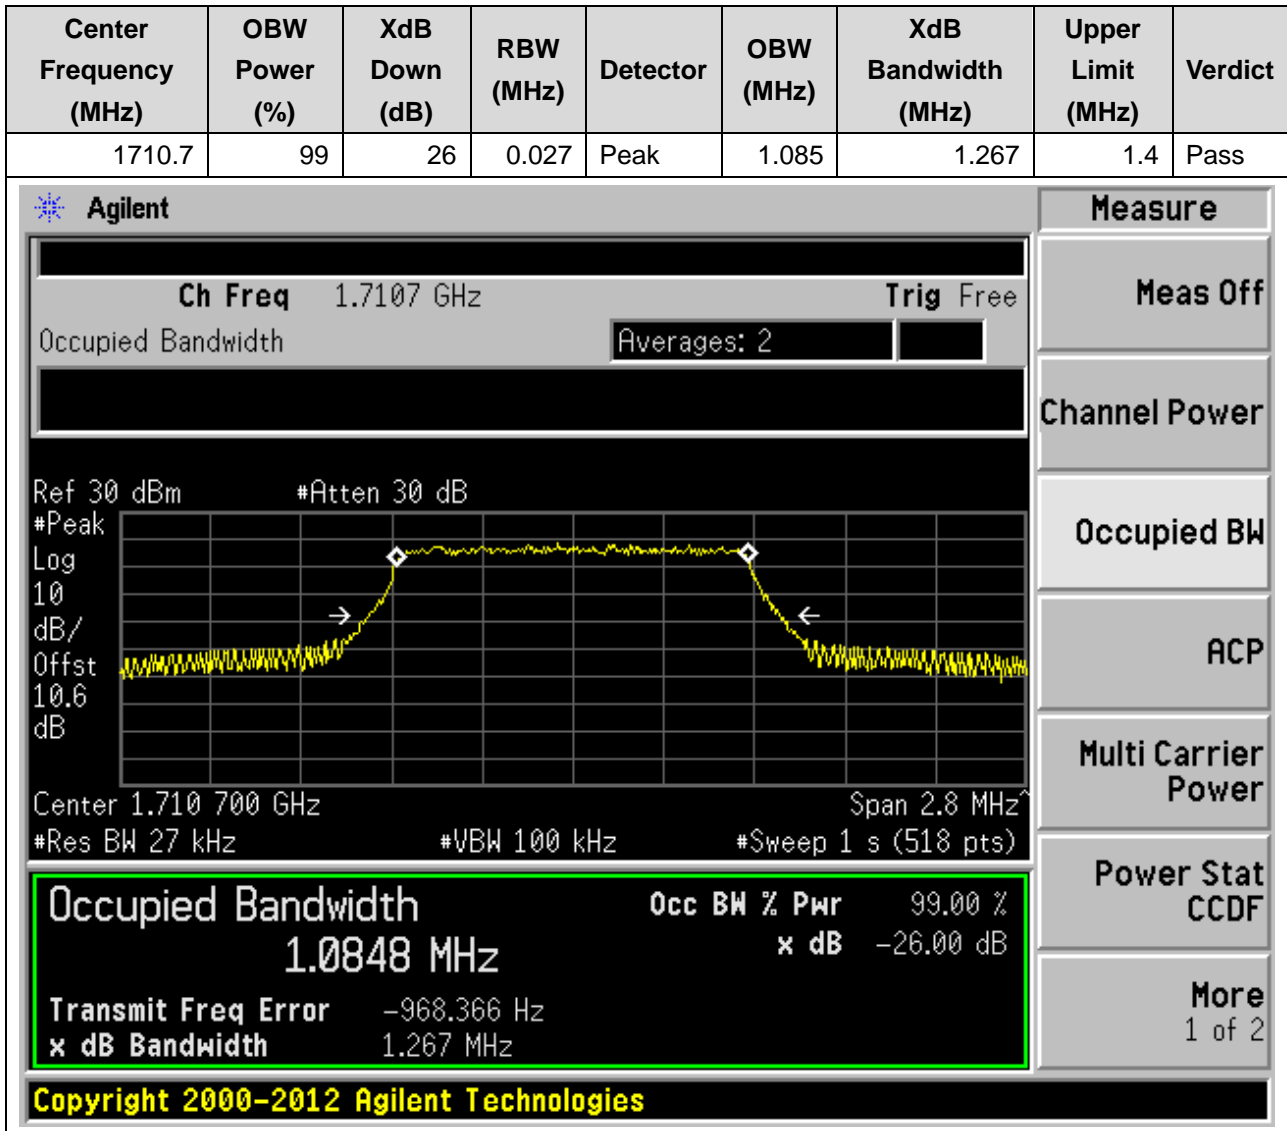 Center Frequency (MHz) OBW Power (%) XdB Down (dB) RBW (MHz) Detector OBW (MHz) XdB Bandwidth (MHz) Upper Limit (MHz) Verdict
1710.7 99 26 0.027 Peak 1.085 1.267 1.4 Pass
Agilent
Measure
Ch Freq 1.7107 GHz Trig Free
Meas Off
Occupied Bandwidth Averages: 2
Channel Power
Ref 30 dBm #Atten 30 dB
#Peak
Log
10
dB/
Offst
10.6
dB
Occupied BW
ACP
Multi Carrier
Power
Center 1.710 700 GHz Span 2.8 MHz^
#Res BW 27 kHz #VBW 100 kHz #Sweep 1 s (518 pts)
Power Stat
CCDF
Occupied Bandwidth Occ BW % Pwr 99.00 %
1.0848 MHz x dB -26.00 dB
Transmit Freq Error -968.366 Hz
x dB Bandwidth 1.267 MHz
More
1 of 2
Copyright 2000-2012 Agilent Technologies